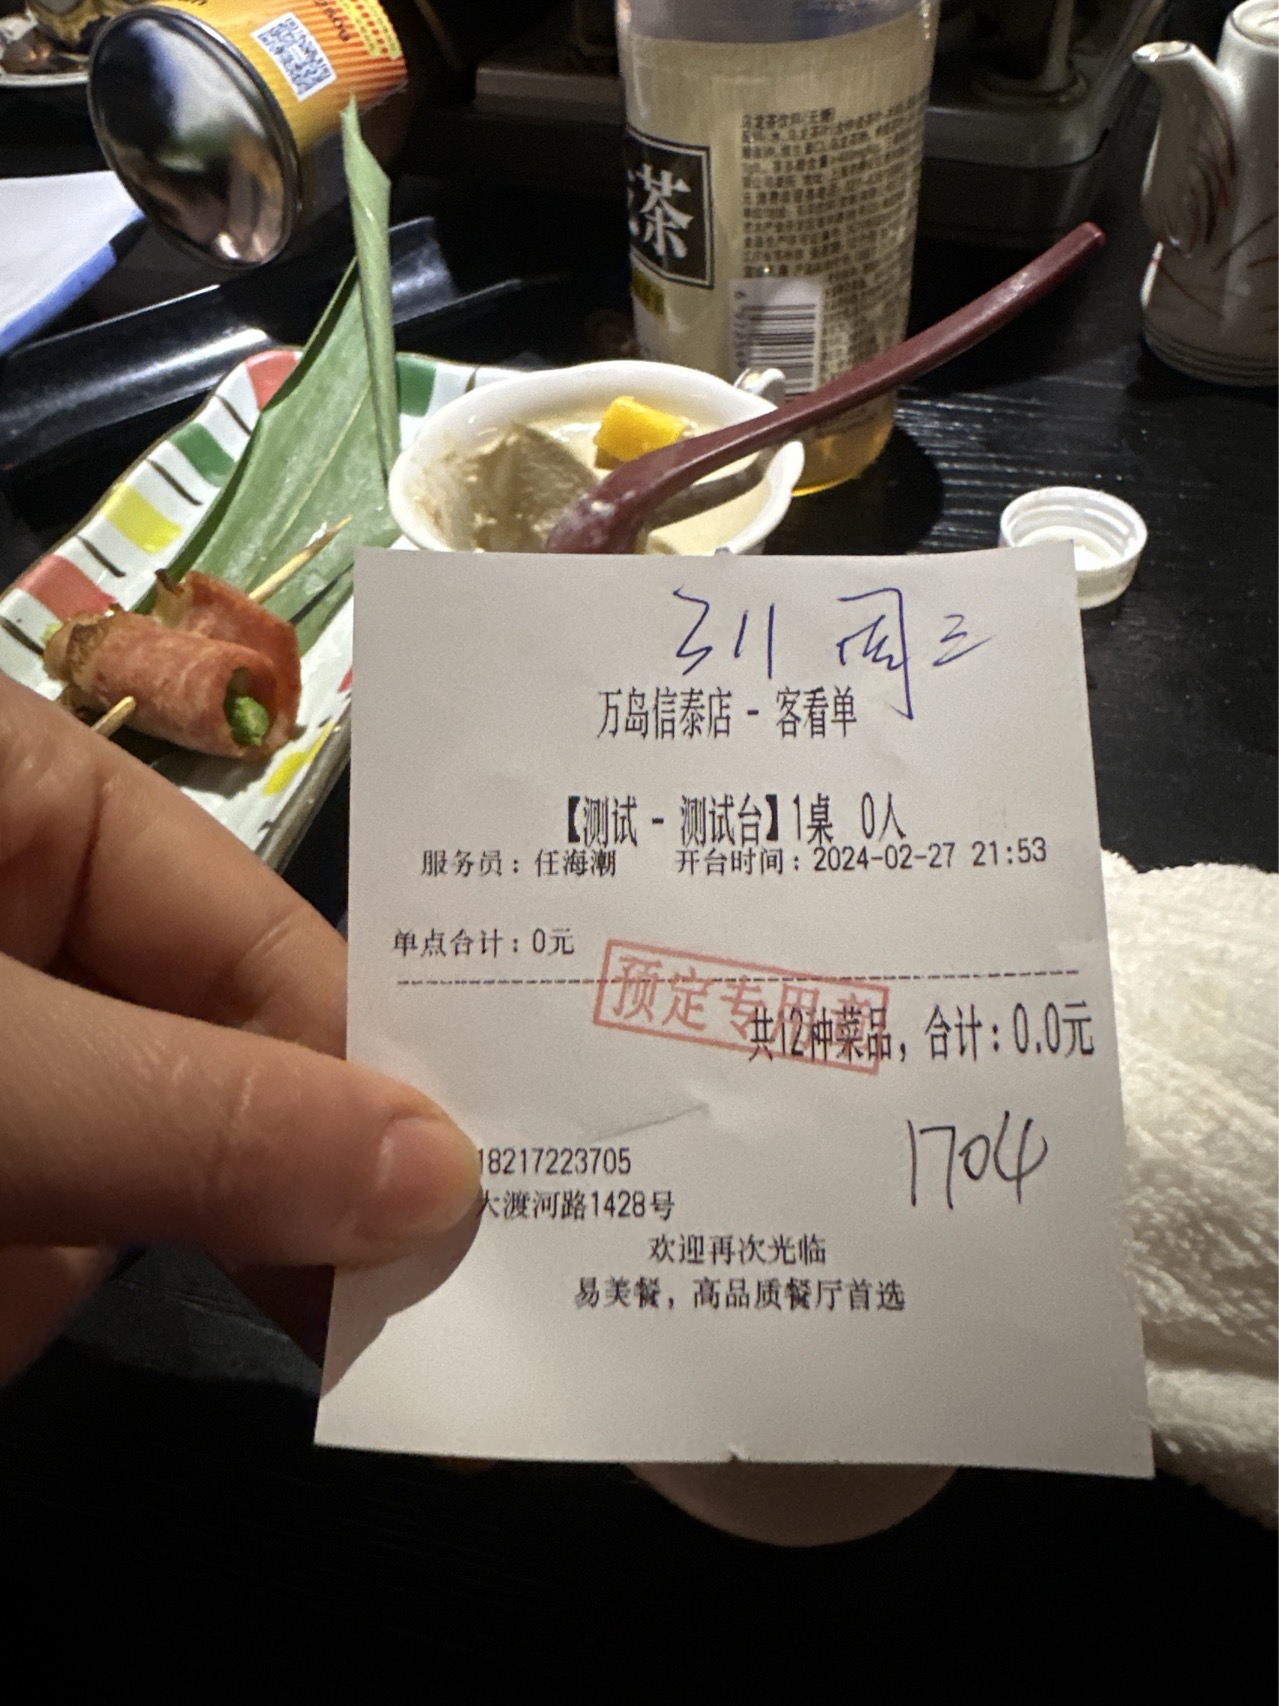 茶
311 周三
万岛信泰店 - 客看单
【测试 - 测试台】1桌 0人
服务员：任海潮 开台时间：2024-02-27 21:53
单点合计：0元
预定专用章
共12种菜品，合计：0.0元
1704
18217223705
大渡河路1428号
欢迎再次光临
易美餐，高品质餐厅首选